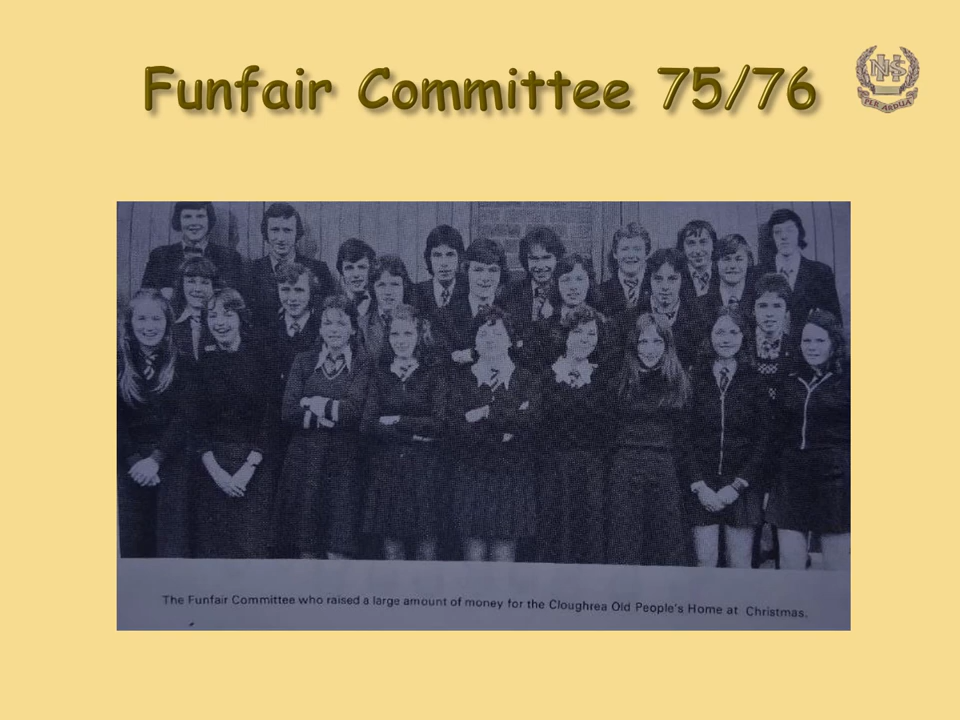 Funfair Committee 75/76
NHS
PER ARDUA
The Funfair Committee who raised a large amount of money for the Cloughrea Old People's Home at Christmas.